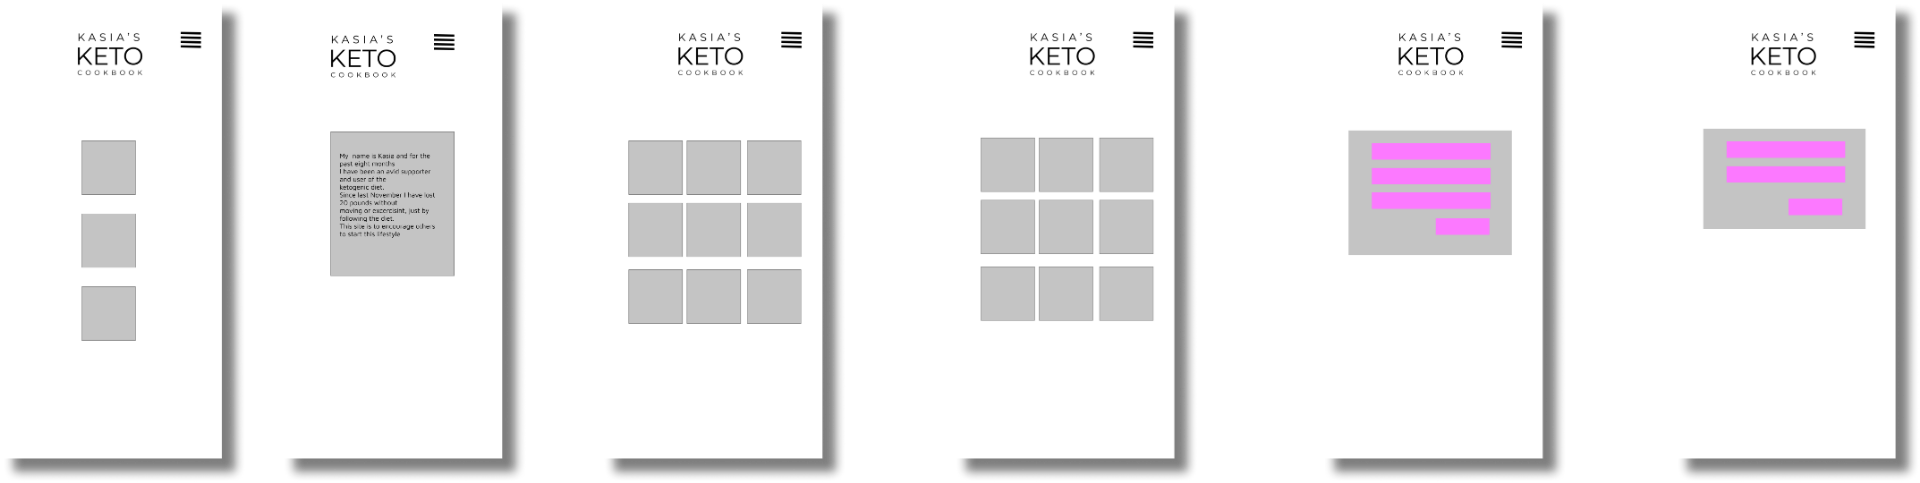 KASIA'S
KETO
COOKBOOK
KASIA'S
KETO
COOKBOOK
My name is Kasia and for the
past eight months
I have been an avid supporter
and user of the
ketogenic diet.
Since last November I have lost
20 pounds without
moving or excercisint, just by
following the diet.
This site is to encourage others
to start this lifestyle
KASIA'S
KETO
COOKBOOK
KASIA'S
KETO
COOKBOOK
KASIA'S
KETO
COOKBOOK
KASIA'S
KETO
COOKBOOK